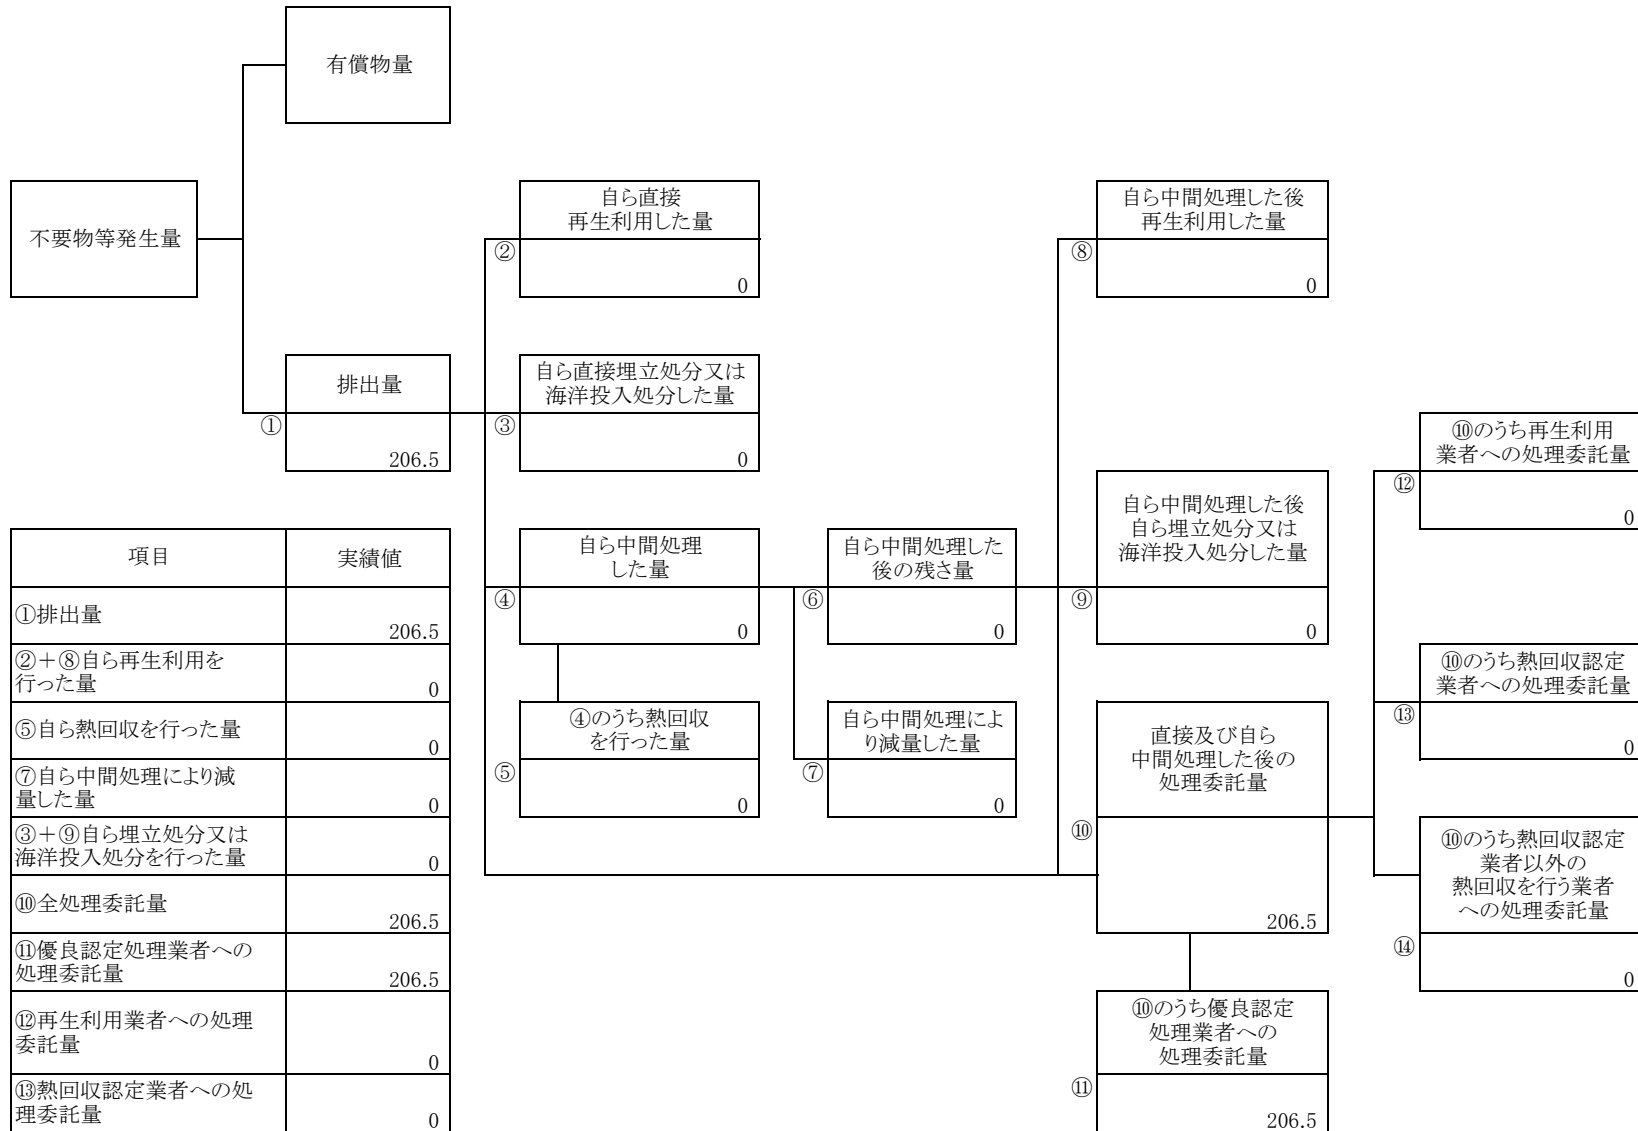 有償物量
不要物等発生量
自ら直接
再生利用した量
②
0
自ら中間処理した後
再生利用した量
⑧
0
排出量
①
206.5
自ら直接埋立処分又は
海洋投入処分した量
③
0
⑩のうち再生利用
業者への処理委託量
⑫
0
自ら中間処理した後
自ら埋立処分又は
海洋投入処分した量
⑨
0
自ら中間処理
した量
④
0
自ら中間処理した
後の残さ量
⑥
0
⑩のうち熱回収認定
業者への処理委託量
⑬
0
④のうち熱回収
を行った量
⑤
0
自ら中間処理によ
り減量した量
⑦
0
直接及び自ら
中間処理した後の
処理委託量
⑩
206.5
⑩のうち熱回収認定
業者以外の
熱回収を行う業者
への処理委託量
⑭
0
⑩のうち優良認定
処理業者への
処理委託量
⑪
206.5
項目 実績値
①排出量 206.5
②+⑧自ら再生利用を
行った量 0
⑤自ら熱回収を行った量 0
⑦自ら中間処理により減
量した量 0
③+⑨自ら埋立処分又は
海洋投入処分を行った量 0
⑩全処理委託量 206.5
⑪優良認定処理業者への
処理委託量 206.5
⑫再生利用業者への処理
委託量 0
⑬熱回収認定業者への処
理委託量 0